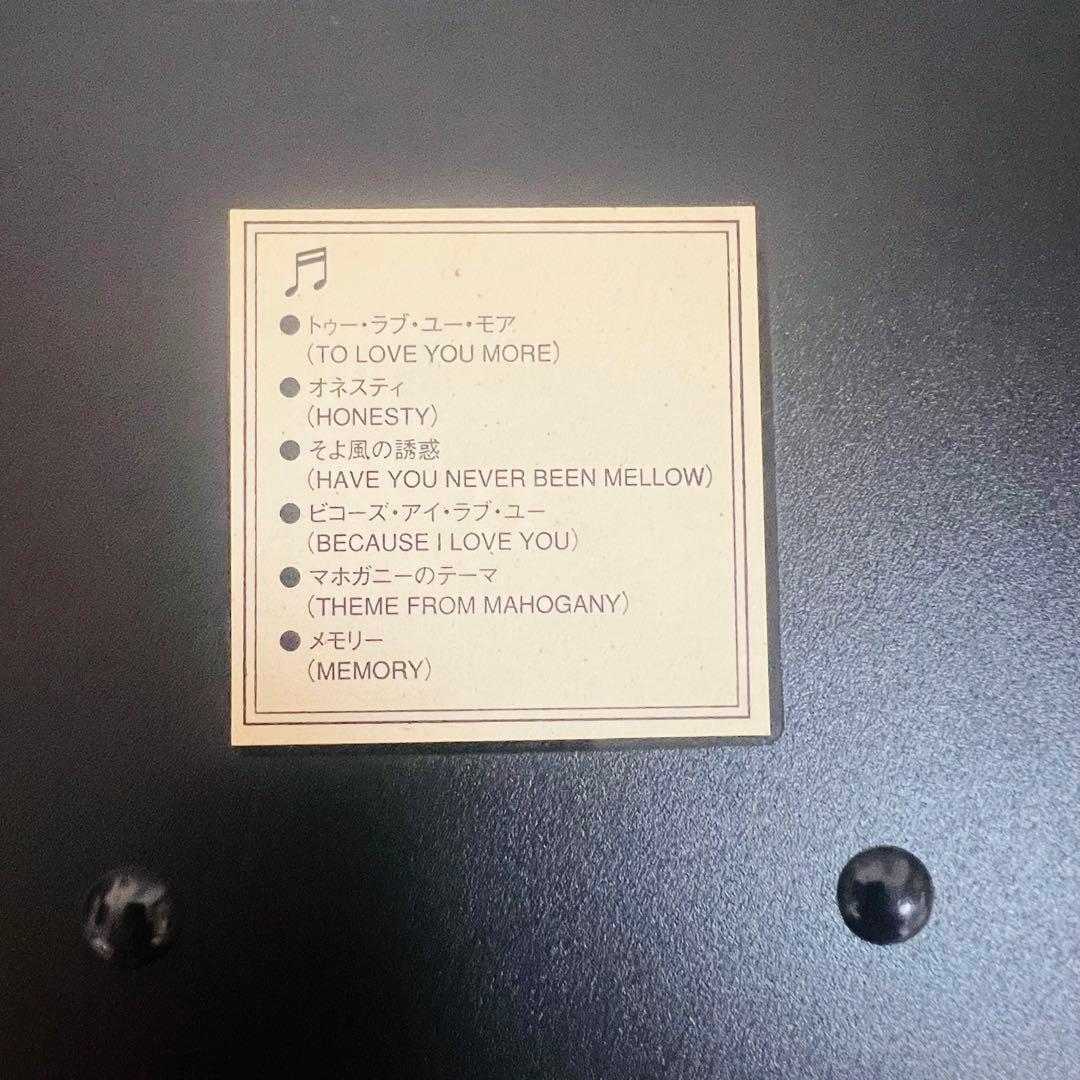 ●トゥー・ラブ・ユー・モア
(TO LOVE YOU MORE)
●オネスティ
(HONESTY)
●そよ風の誘惑
(HAVE YOU NEVER BEEN MELLOW)
●ビコーズ・アイ・ラブ・ユー
(BECAUSE I LOVE YOU)
●マホガニーのテーマ
(THEME FROM MAHOGANY)
●メモリー
(MEMORY)